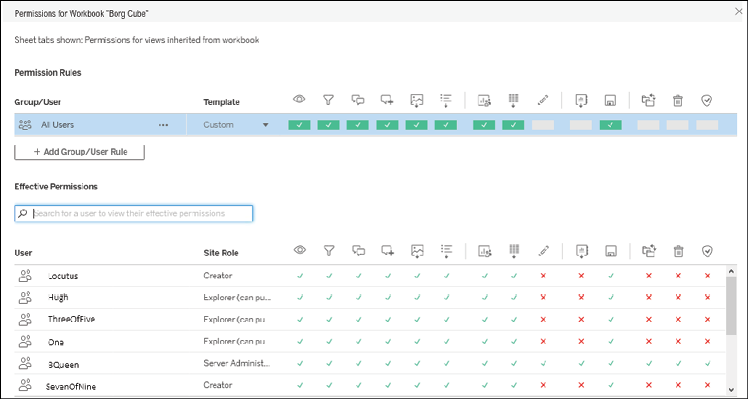 Permissions for Workbook "Borg Cube"
Sheet tabs shown: Permissions for views inherited from workbook
Permission Rules
Group/User Template
All Users ... Custom
+ Add Group/User Rule
Effective Permissions
Search for a user to view their effective permissions
User Site Role
Locutus Creator
Hugh Explorer (can pu...
ThreeOfFive Explorer (can pu...
One Explorer (can pu...
BQueen Server Administ...
SevanOfNine Creator